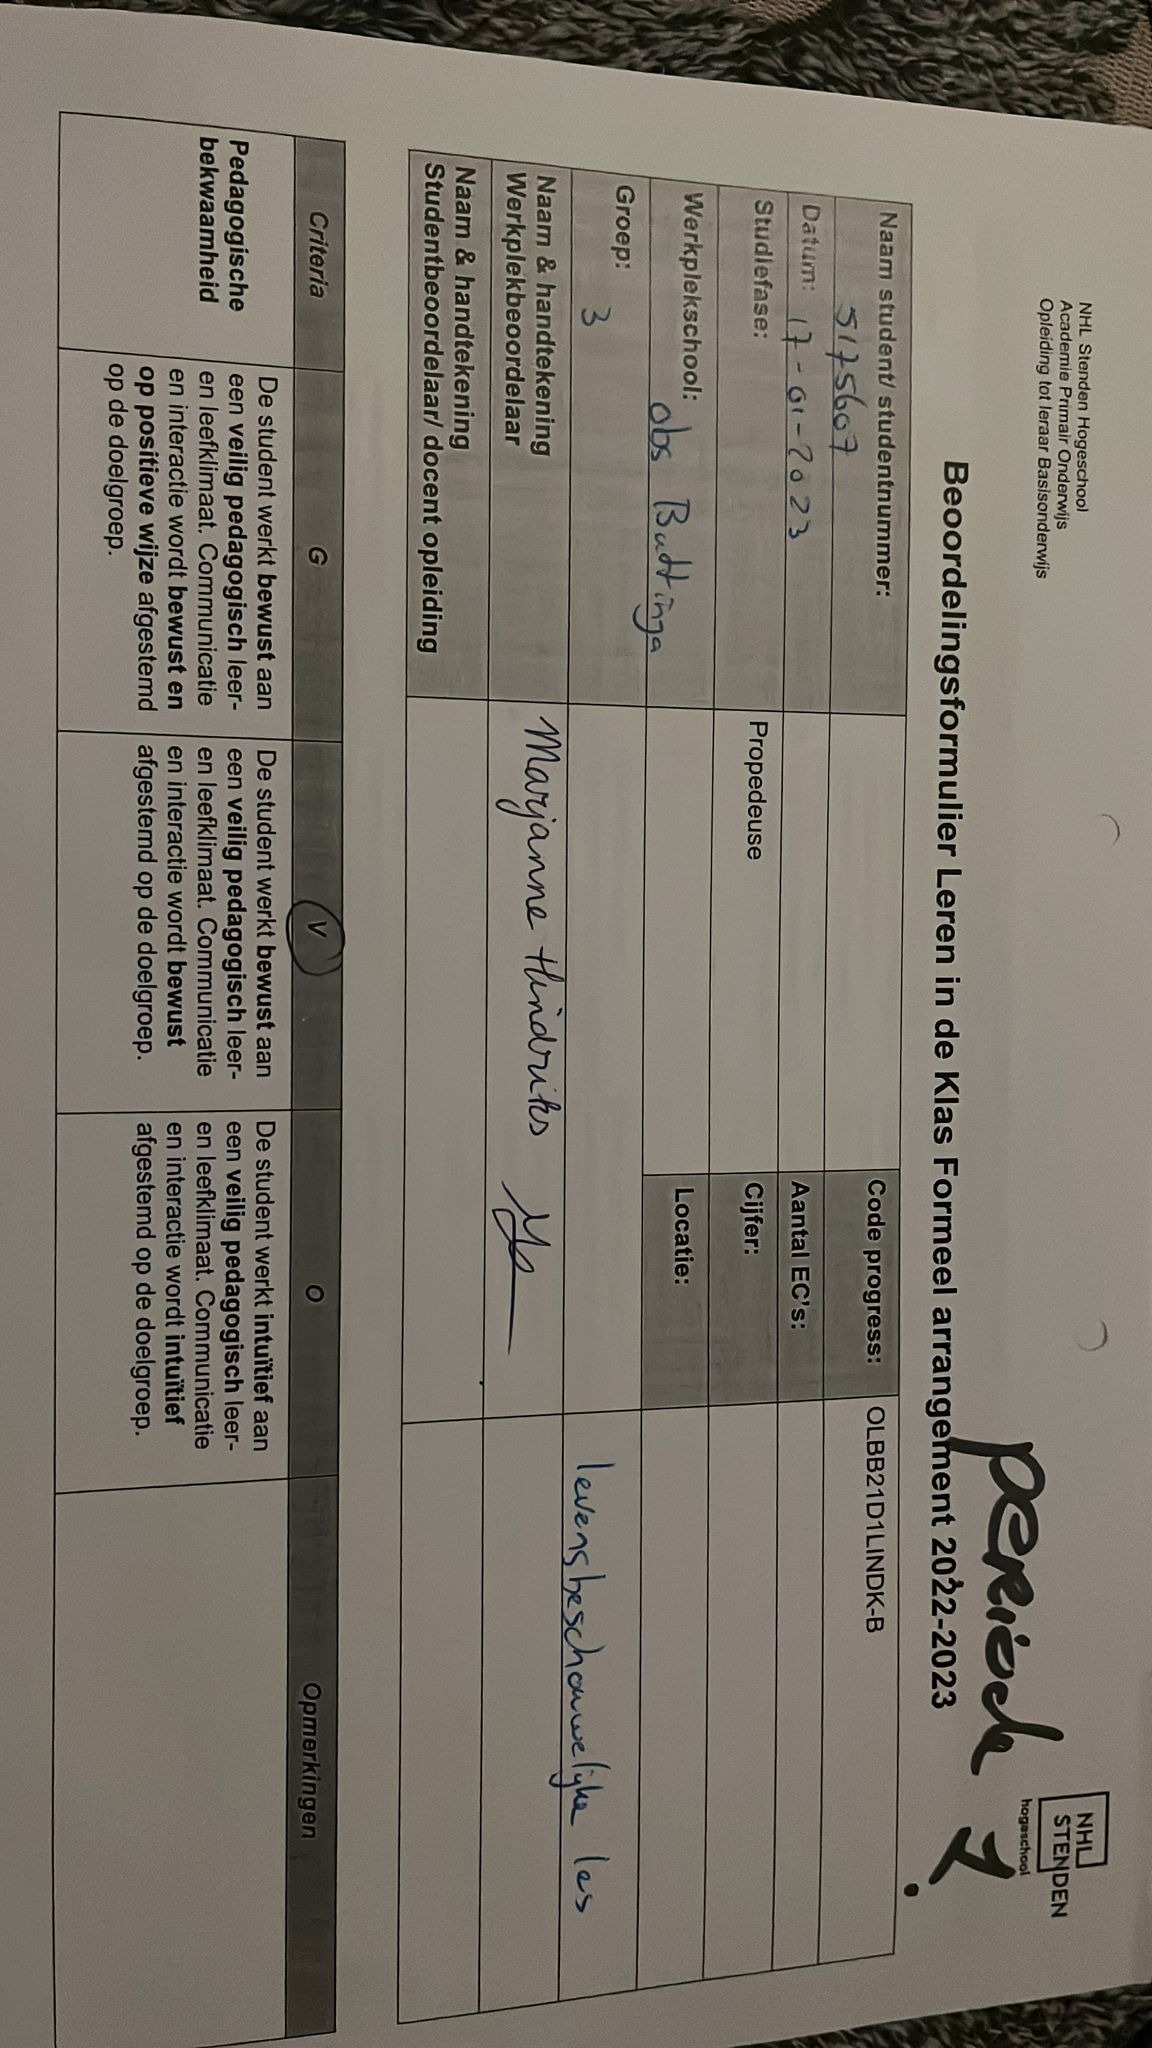 NHL Stenden Hogeschool
Academie Primair Onderwijs
Opleiding tot leraar Basisonderwijs
NHL
STENDEN
hogeschool
periode
Beoordelingsformulier Leren in de Klas Formeel arrangement 2022-2023
Naam student/ studentnummer:
5175607
Code progress:
OLBB21D1LINDK-B
Datum: 17-01-2023
Aantal EC's:
Studiefase:
Propedeuse
Cijfer:
Werkplekschool:
obs Buttinga
Locatie:
Groep:
3
levensbeschouwelijke les
Naam & handtekening
Werkplekbeoordelaar
Marjanne Hindriks
Naam & handtekening
Studentbeoordelaar/ docent opleiding
Criteria
G
V
O
Opmerkingen
Pedagogische
bekwaamheid
De student werkt bewust aan
een veilig pedagogisch leer-
en leefklimaat. Communicatie
en interactie wordt bewust en
op positieve wijze afgestemd
op de doelgroep.
De student werkt bewust aan
een veilig pedagogisch leer-
en leefklimaat. Communicatie
en interactie wordt bewust
afgestemd op de doelgroep.
De student werkt intuïtief aan
een veilig pedagogisch leer-
en leefklimaat. Communicatie
en interactie wordt intuïtief
afgestemd op de doelgroep.